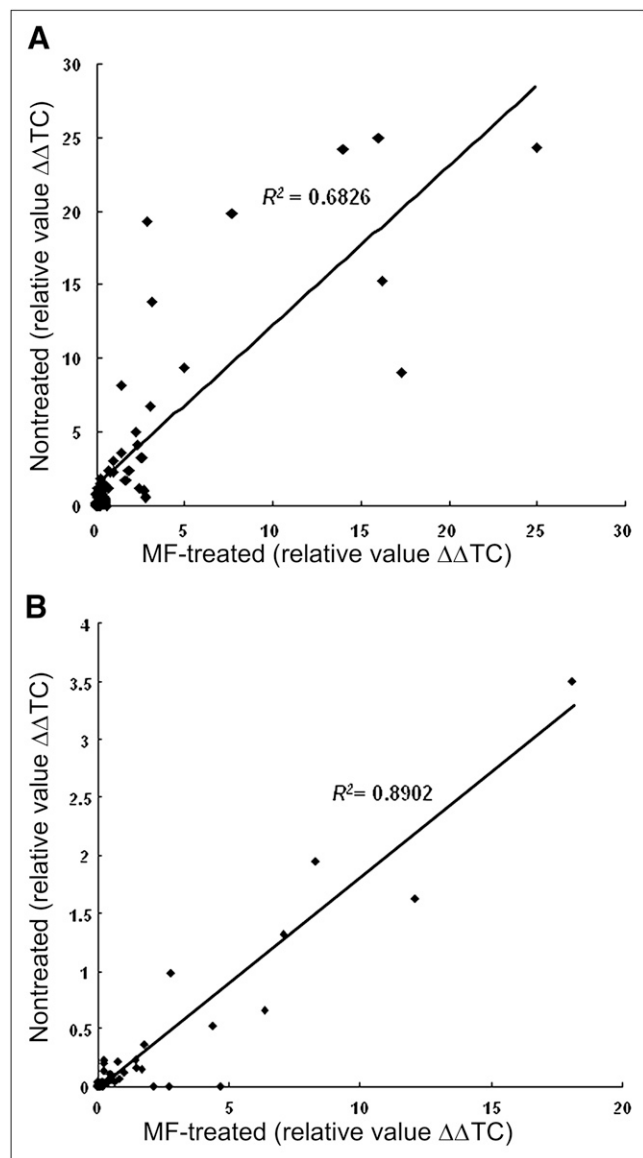 A
30
25
20
15
10
5
0
Nontreated (relative value ΔΔTC)
R² = 0.6826
0 5 10 15 20 25 30
MF-treated (relative value ΔΔTC)
B
4
3.5
3
2.5
2
1.5
1
0.5
0
Nontreated (relative value ΔΔTC)
R²= 0.8902
0 5 10 15 20
MF-treated (relative value ΔΔTC)